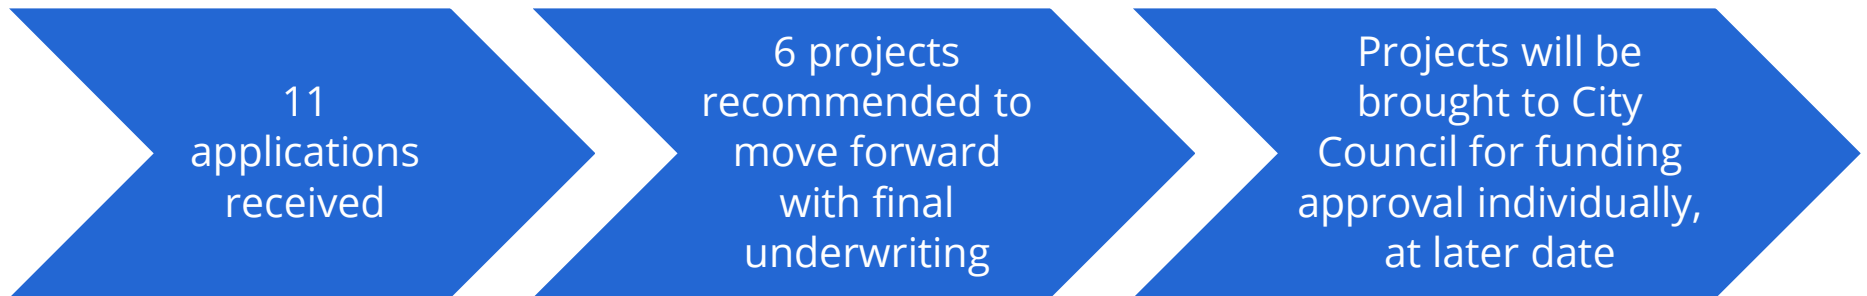 11
applications
received
6 projects
recommended to
move forward
with final
underwriting
Projects will be
brought to City
Council for funding
approval individually,
at later date